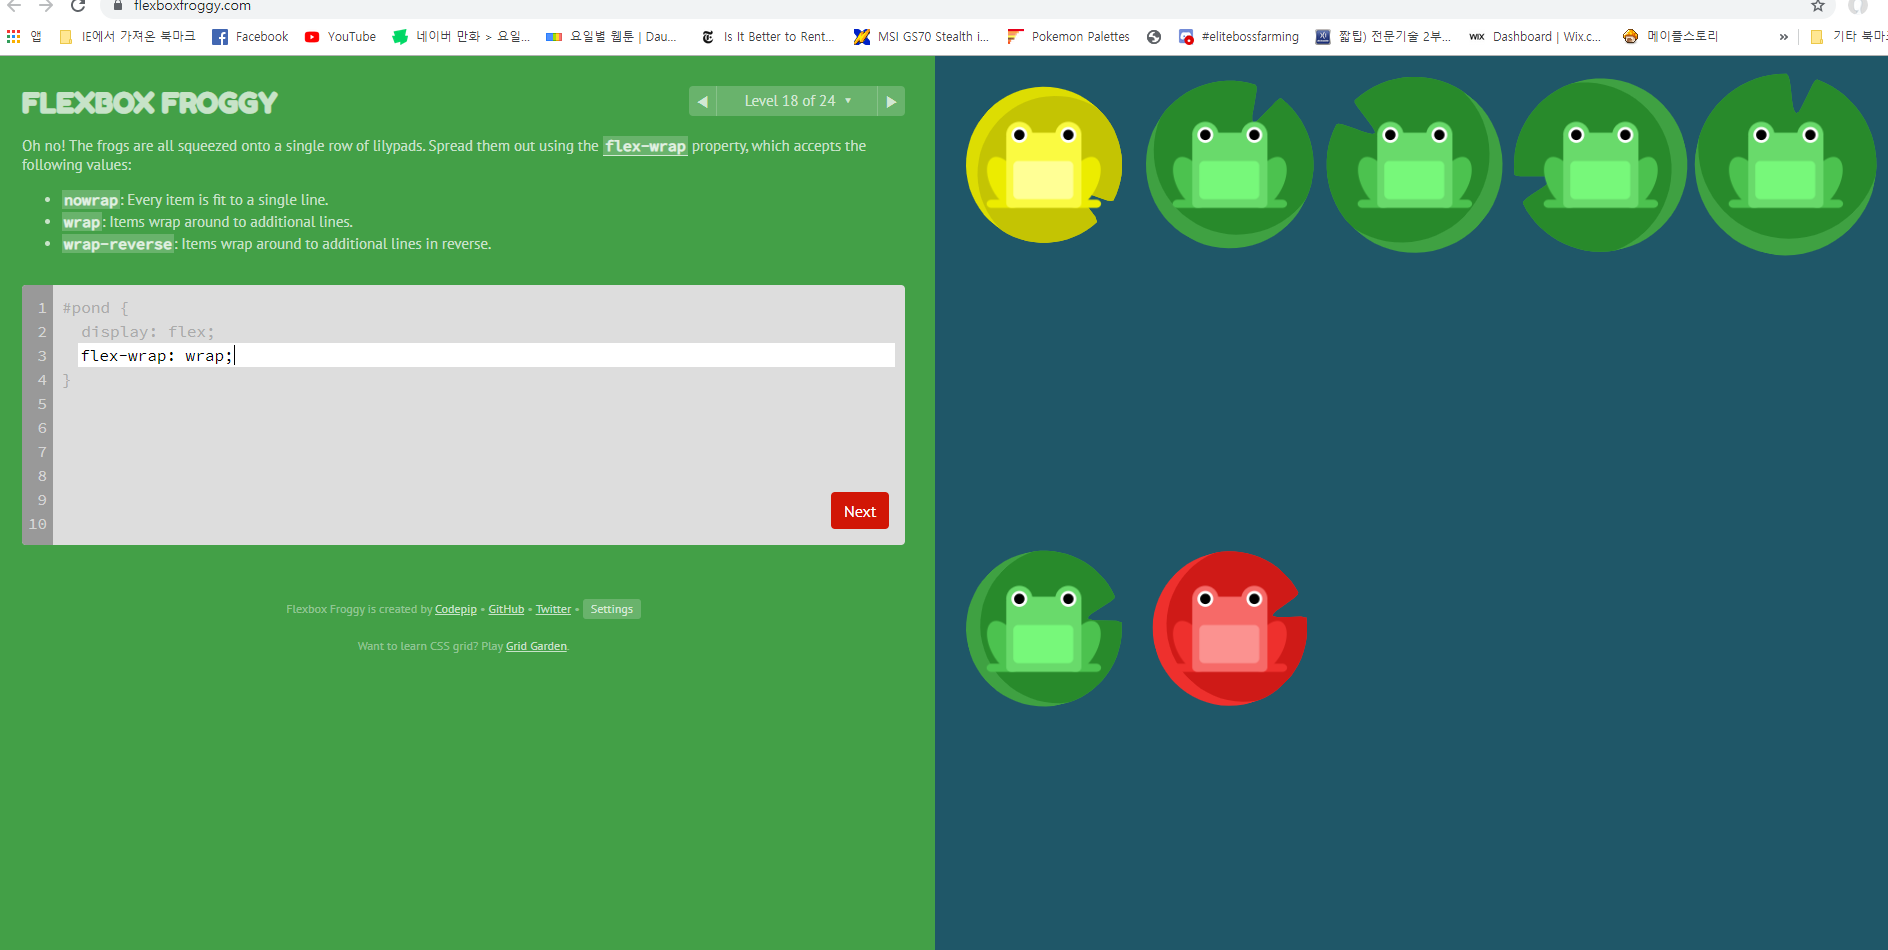 flexboxfroggy.com
앱 IE에서 가져온 북마크 Facebook YouTube 네이버 만화 > 요일... 요일별 웹툰 | Dau... Is It Better to Rent... MSI GS70 Stealth i... Pokemon Palettes #elitebossfarming 짧팁) 전문기술 2부... WIX Dashboard | Wix.c... 메이플스토리 » 기타 북마크
FLEXBOX FROGGY
◀ Level 18 of 24 ▼ ▶
Oh no! The frogs are all squeezed onto a single row of lilypads. Spread them out using the flex-wrap property, which accepts the
following values:
• nowrap: Every item is fit to a single line.
• wrap: Items wrap around to additional lines.
• wrap-reverse: Items wrap around to additional lines in reverse.
1 #pond {
2 display: flex;
3 flex-wrap: wrap;
4 }
5
6
7
8
9
10
Next
Flexbox Froggy is created by Codepip • GitHub • Twitter • Settings
Want to learn CSS grid? Play Grid Garden.